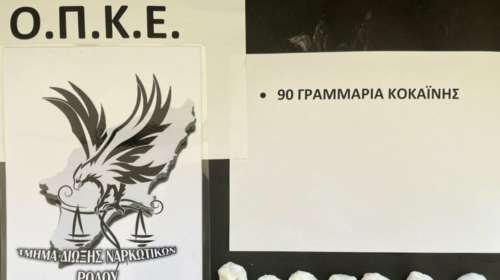 Ο.Π.Κ.Ε.
• 90 ΓΡΑΜΜΑΡΙΑ ΚΟΚΑΪΝΗΣ
ΤΜΗΜΑ ΔΙΩΞΗΣ ΝΑΡΚΩΤΙΚΩΝ
ΡΟΔΟΥ